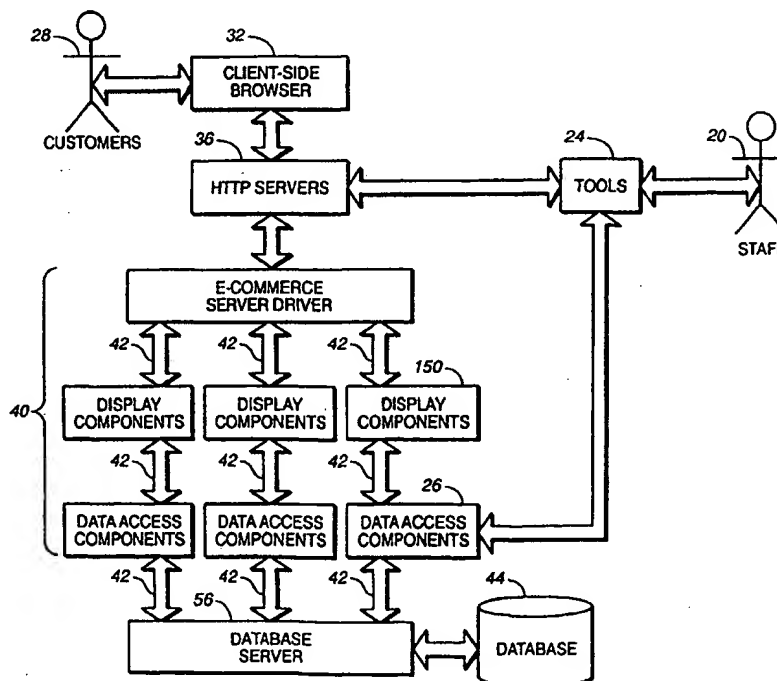 28
32
CLIENT-SIDE
BROWSER
CUSTOMERS
36
HTTP SERVERS
24
TOOLS
20
STAF
E-COMMERCE
SERVER DRIVER
42
42
42
40
150
DISPLAY
COMPONENTS
DISPLAY
COMPONENTS
DISPLAY
COMPONENTS
42
42
42
26
DATA ACCESS
COMPONENTS
DATA ACCESS
COMPONENTS
DATA ACCESS
COMPONENTS
42
42
42
56
DATABASE
SERVER
44
DATABASE